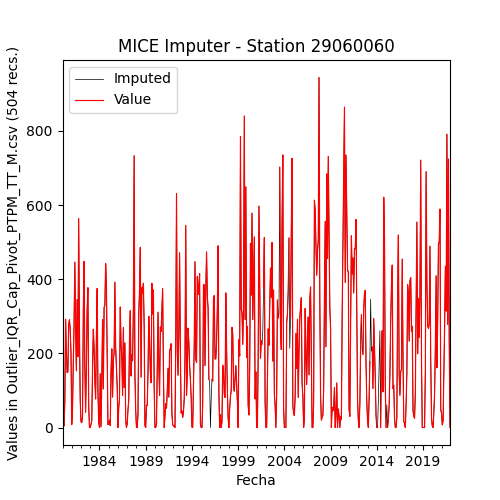 MICE Imputer - Station 29060060
Imputed
Value
Values in Outlier_IQR_Cap_Pivot_PTPM_TT_M.csv (504 recs.)
800
600
400
200
0
1984 1989 1994 1999 2004 2009 2014 2019
Fecha